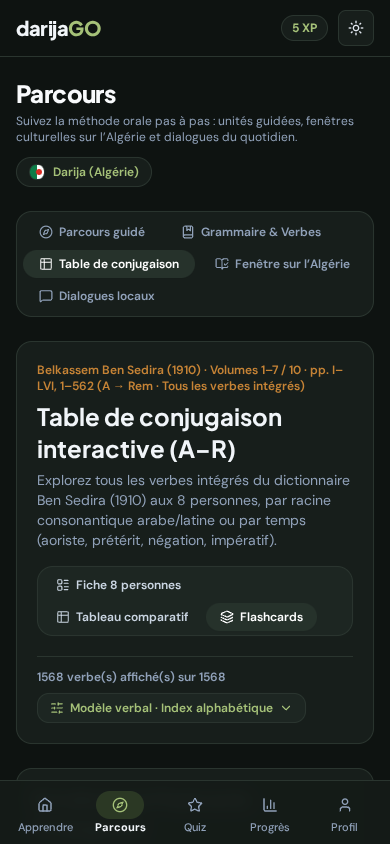 darijaGO
5 XP
Parcours
Suivez la méthode orale pas à pas : unités guidées, fenêtres
culturelles sur l'Algérie et dialogues du quotidien.
Darija (Algérie)
Parcours guidé
Grammaire & Verbes
Table de conjugaison
Fenêtre sur l'Algérie
Dialogues locaux
Belkassem Ben Sedira (1910) · Volumes 1–7 / 10 · pp. I–
LVI, 1–562 (A → Rem · Tous les verbes intégrés)
Table de conjugaison
interactive (A–R)
Explorez tous les verbes intégrés du dictionnaire
Ben Sedira (1910) aux 8 personnes, par racine
consonantique arabe/latine ou par temps
(aoriste, prétérit, négation, impératif).
Fiche 8 personnes
Tableau comparatif
Flashcards
1568 verbe(s) affiché(s) sur 1568
Modèle verbal · Index alphabétique
Apprendre
Parcours
Quiz
Progrès
Profil